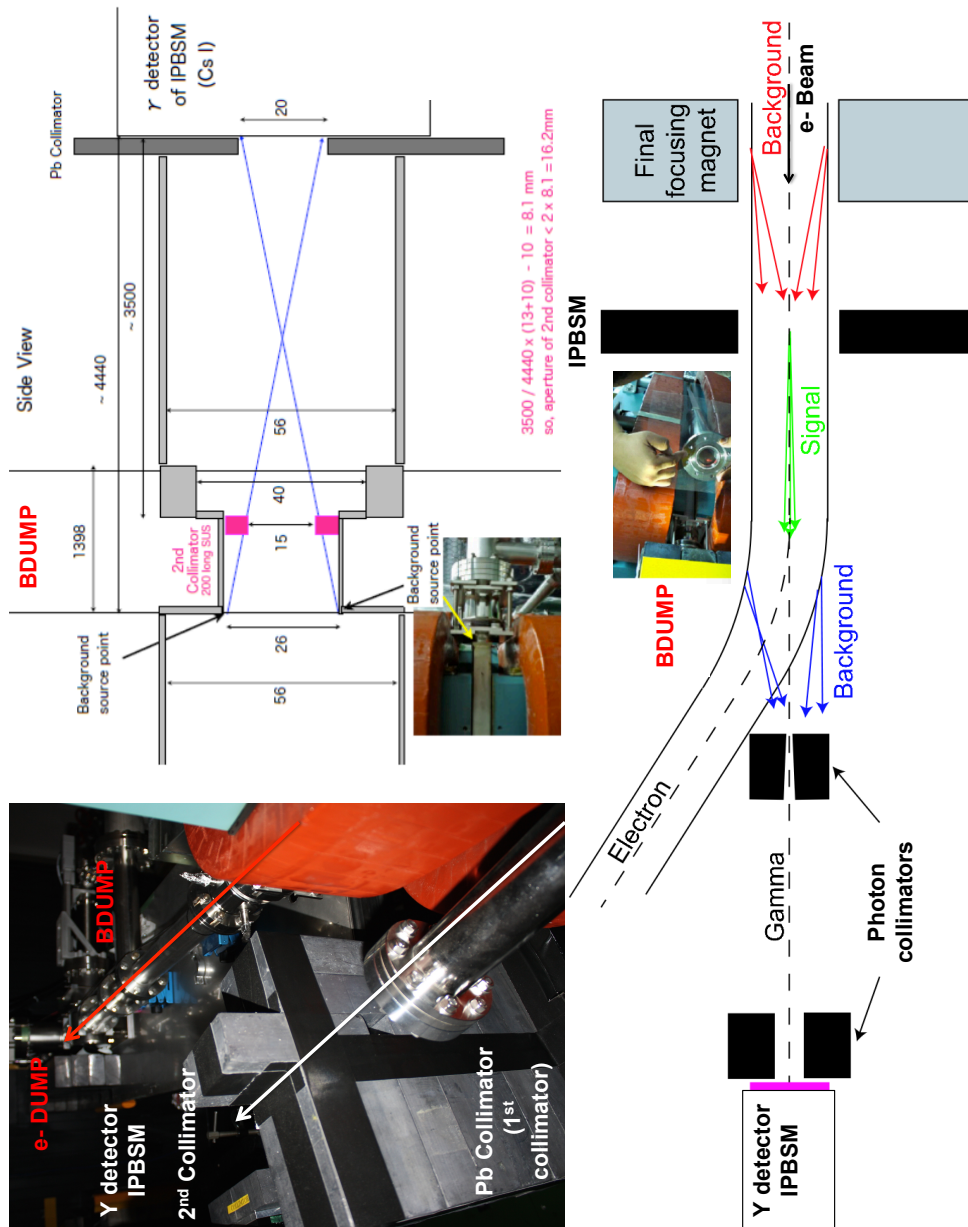 Side View
~ 4440
~ 3500
1398
BDUMP
2nd
Collimator
200 long SUS
Background
source point
56
26
15
40
56
20
Background
source point
Pb Collimator
γ detector
of IPBSM
(Cs I)
3500 / 4440 x (13+10) - 10 = 8.1 mm
so, aperture of 2nd collimator < 2 x 8.1 =16.2mm
e- DUMP
BDUMP
Y detector
IPBSM
2nd Collimator
Pb Collimator
(1st
collimator)
Final
focusing
magnet
Background
e- Beam
IPBSM
Signal
BDUMP
Background
Electron
Gamma
Photon
collimators
Y detector
IPBSM